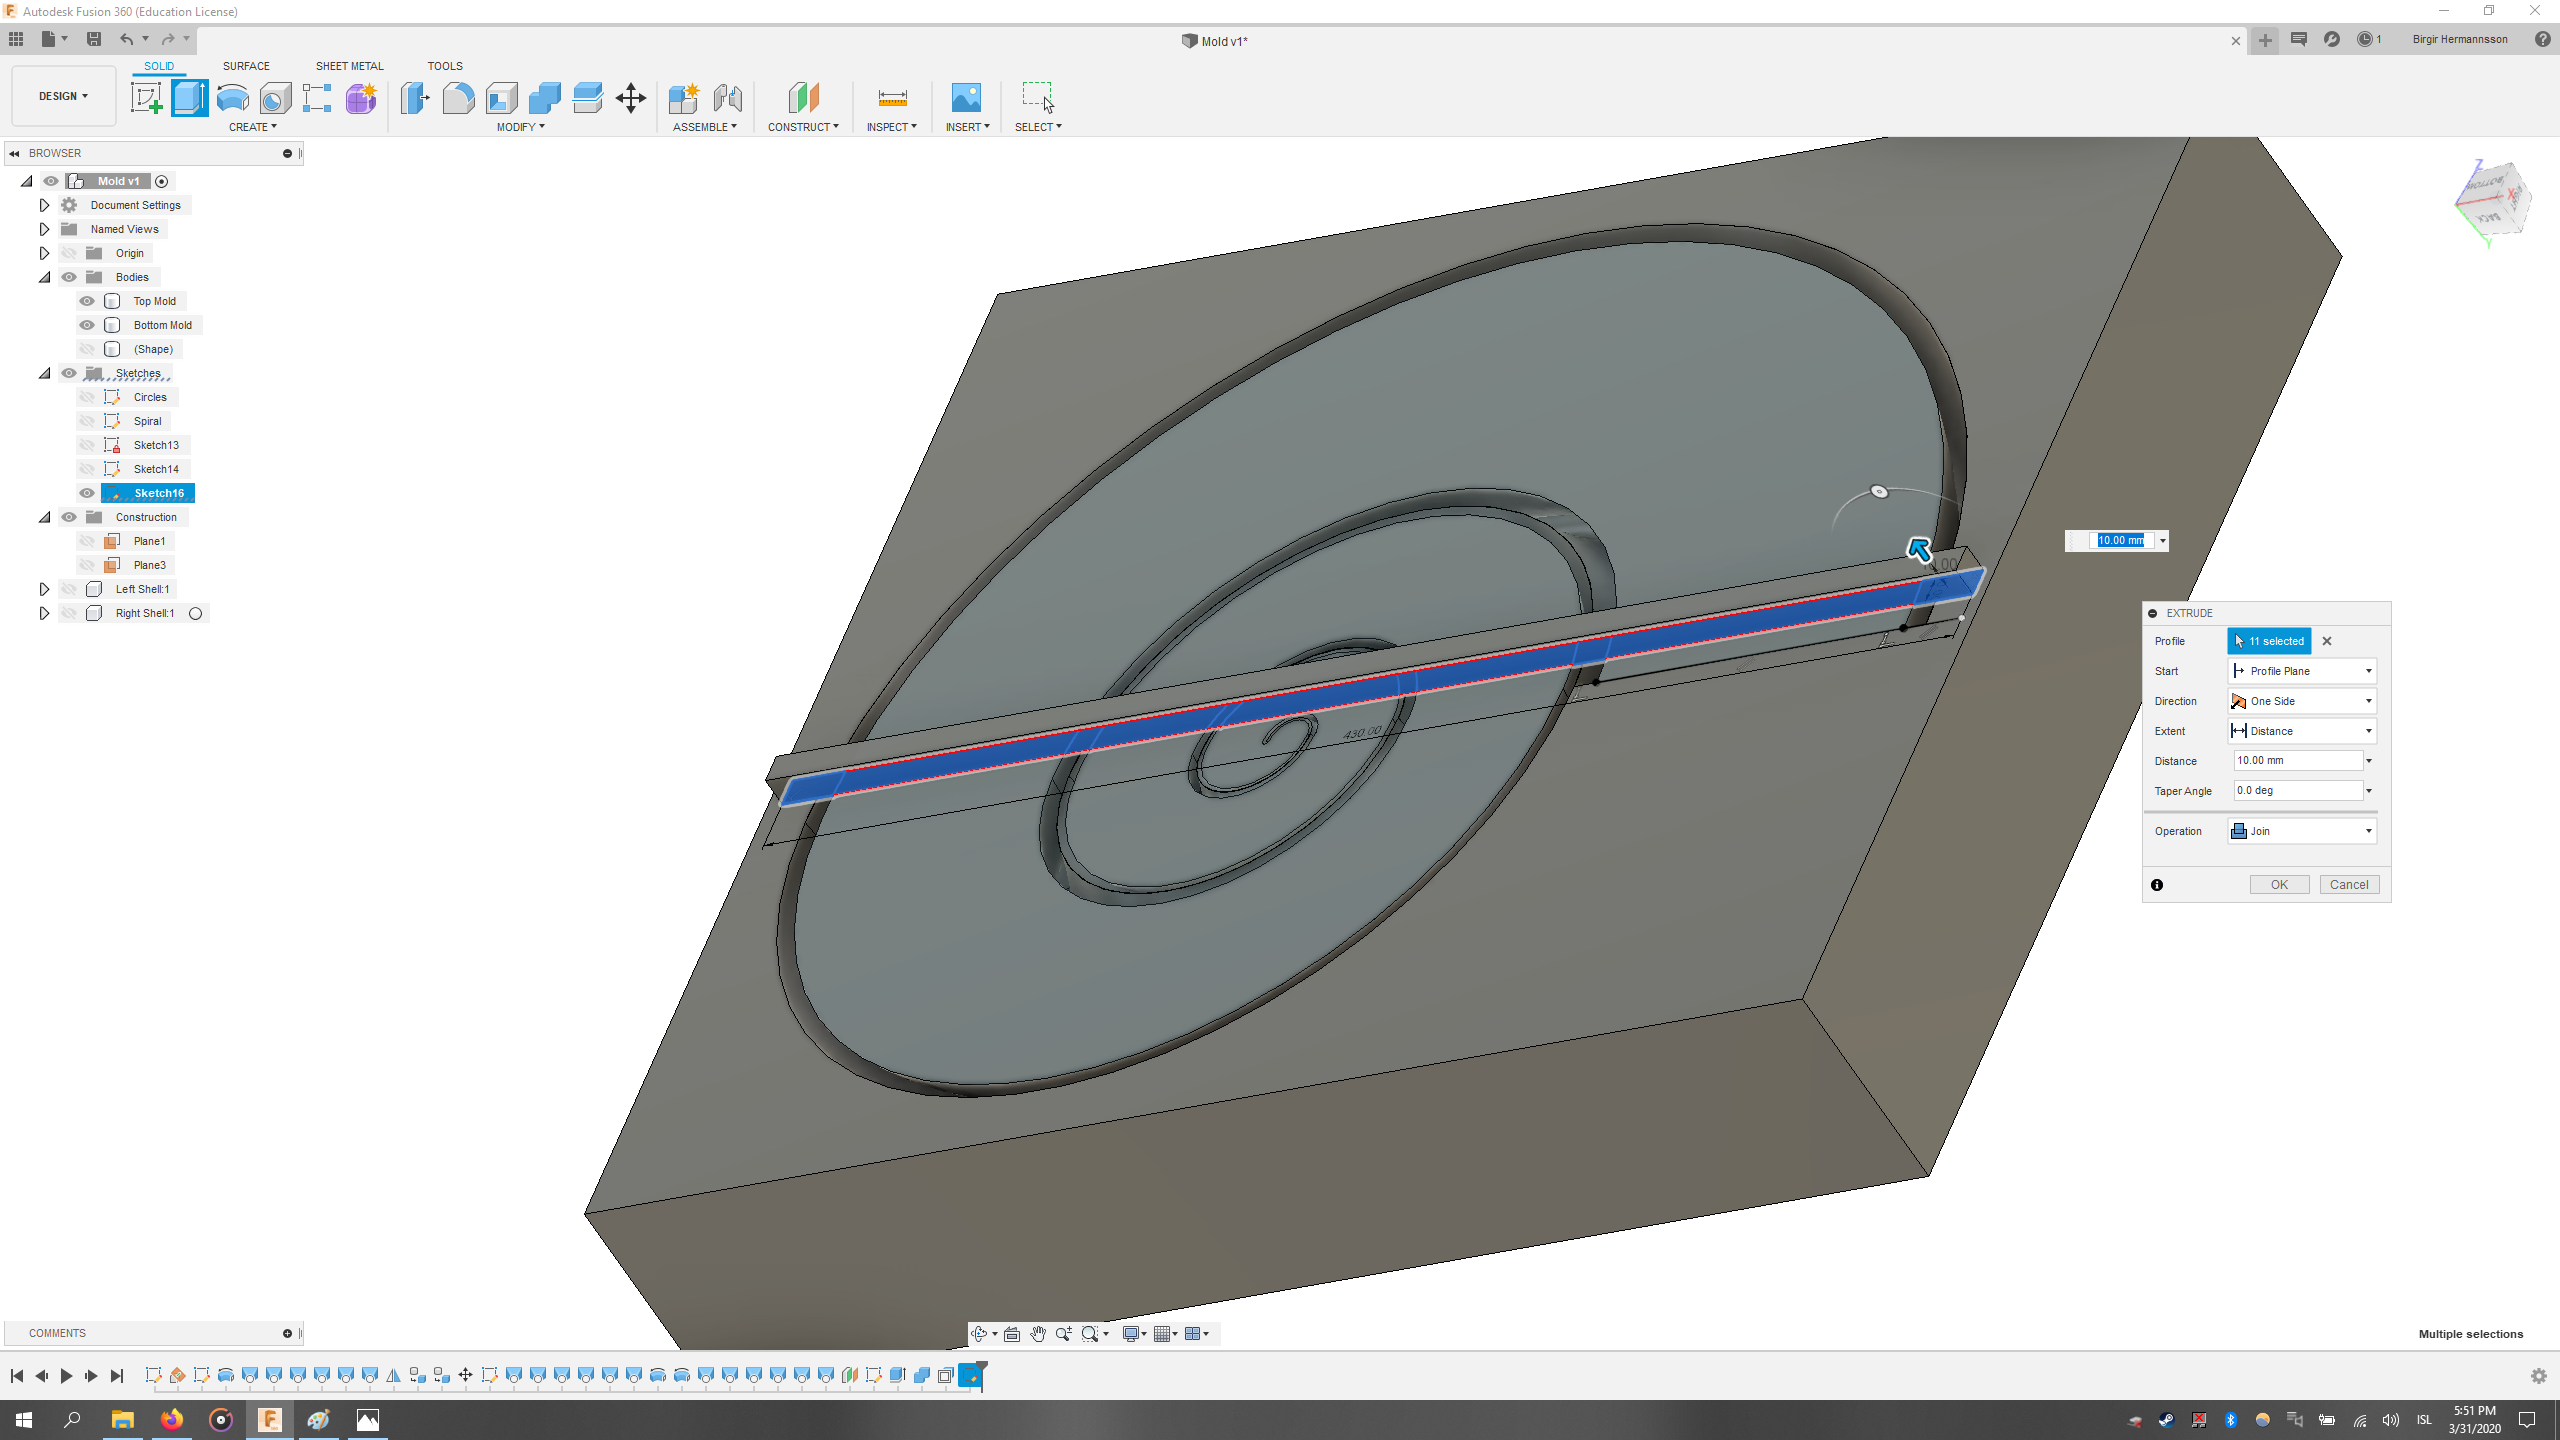 Autodesk Fusion 360 (Education License)
Mold v1*
1
Birgir Hermannsson
DESIGN
SOLID
SURFACE
SHEET METAL
TOOLS
CREATE
MODIFY
ASSEMBLE
CONSTRUCT
INSPECT
INSERT
SELECT
BROWSER
Mold v1
Document Settings
Named Views
Origin
Bodies
Top Mold
Bottom Mold
(Shape)
Sketches
Circles
Spiral
Sketch13
Sketch14
Sketch16
Construction
Plane1
Plane3
Left Shell:1
Right Shell:1
Z
BOTTOM
X
BACK
Y
10.00 mm
430.00
EXTRUDE
Profile
11 selected
Start
Profile Plane
Direction
One Side
Extent
Distance
Distance
10.00 mm
Taper Angle
0.0 deg
Operation
Join
OK
Cancel
COMMENTS
Multiple selections
ISL
5:51 PM
3/31/2020